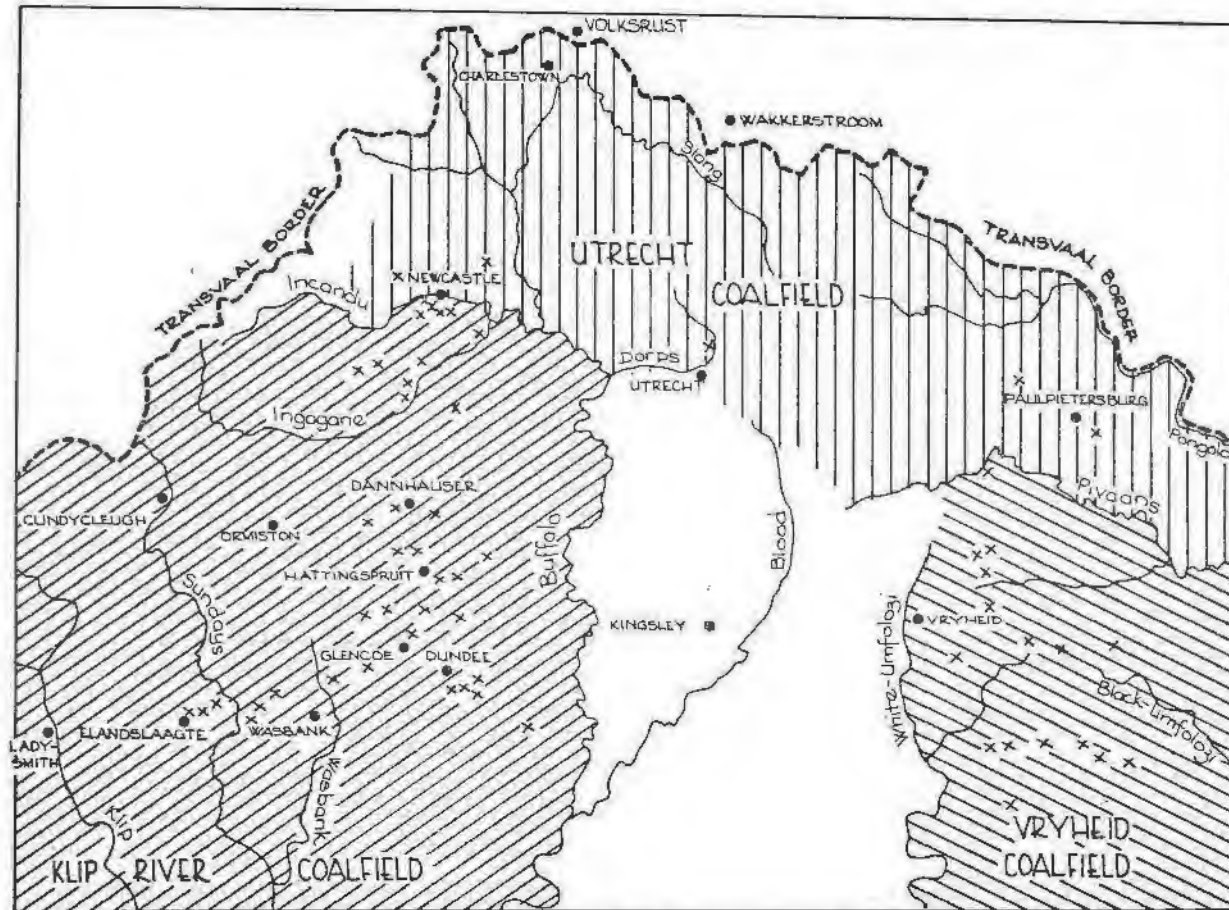 VOLKSRUST
CHARLESTOWN
WAKKERSTROOM
Slang
TRANSVAAL BORDER
TRANSVAAL BORDER
UTRECHT
COALFIELD
NEWCASTLE
Incandu
Dorps
UTRECHT
PAULPIETERSBURG
Ingogane
Pongola
DANNHAUSER
Pivaans
CUNDYCLEUGH
ORMISTON
Buffalo
Blood
HATTINGSPRUIT
Sundays
KINGSLEY
VRYHEID
White-Umfolozi
GLENCOE
DUNDEE
Black-Umfolozi
ELANDSLAAGTE
WASBANK
LADY-
SMITH
Wasbank
Klip
VRYHEID
COALFIELD
KLIP RIVER COALFIELD